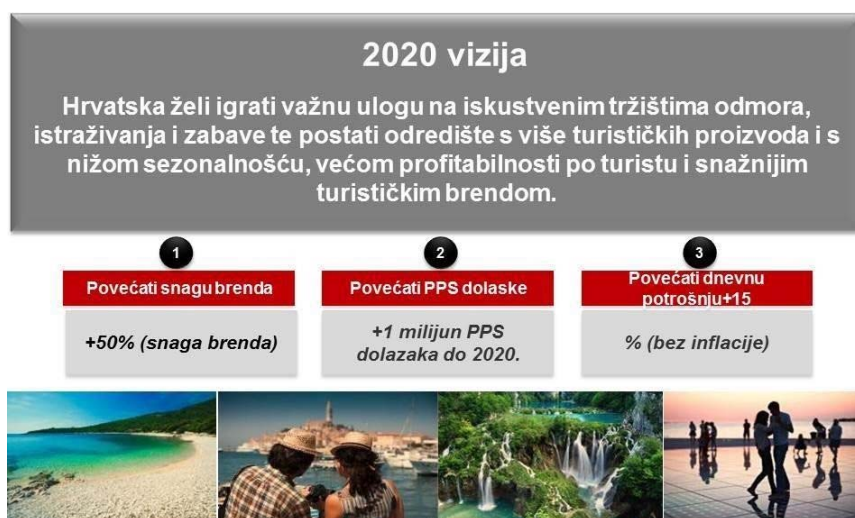 2020 vizija
Hrvatska želi igrati važnu ulogu na iskustvenim tržištima odmora,
istraživanja i zabave te postati odredište s više turističkih proizvoda i s
nižom sezonalnošću, većom profitabilnosti po turistu i snažnijim
turističkim brendom.
1
Povećati snagu brenda
+50% (snaga brenda)
2
Povećati PPS dolaske
+1 milijun PPS
dolazaka do 2020.
3
Povećati dnevnu
potrošnju+15
% (bez inflacije)